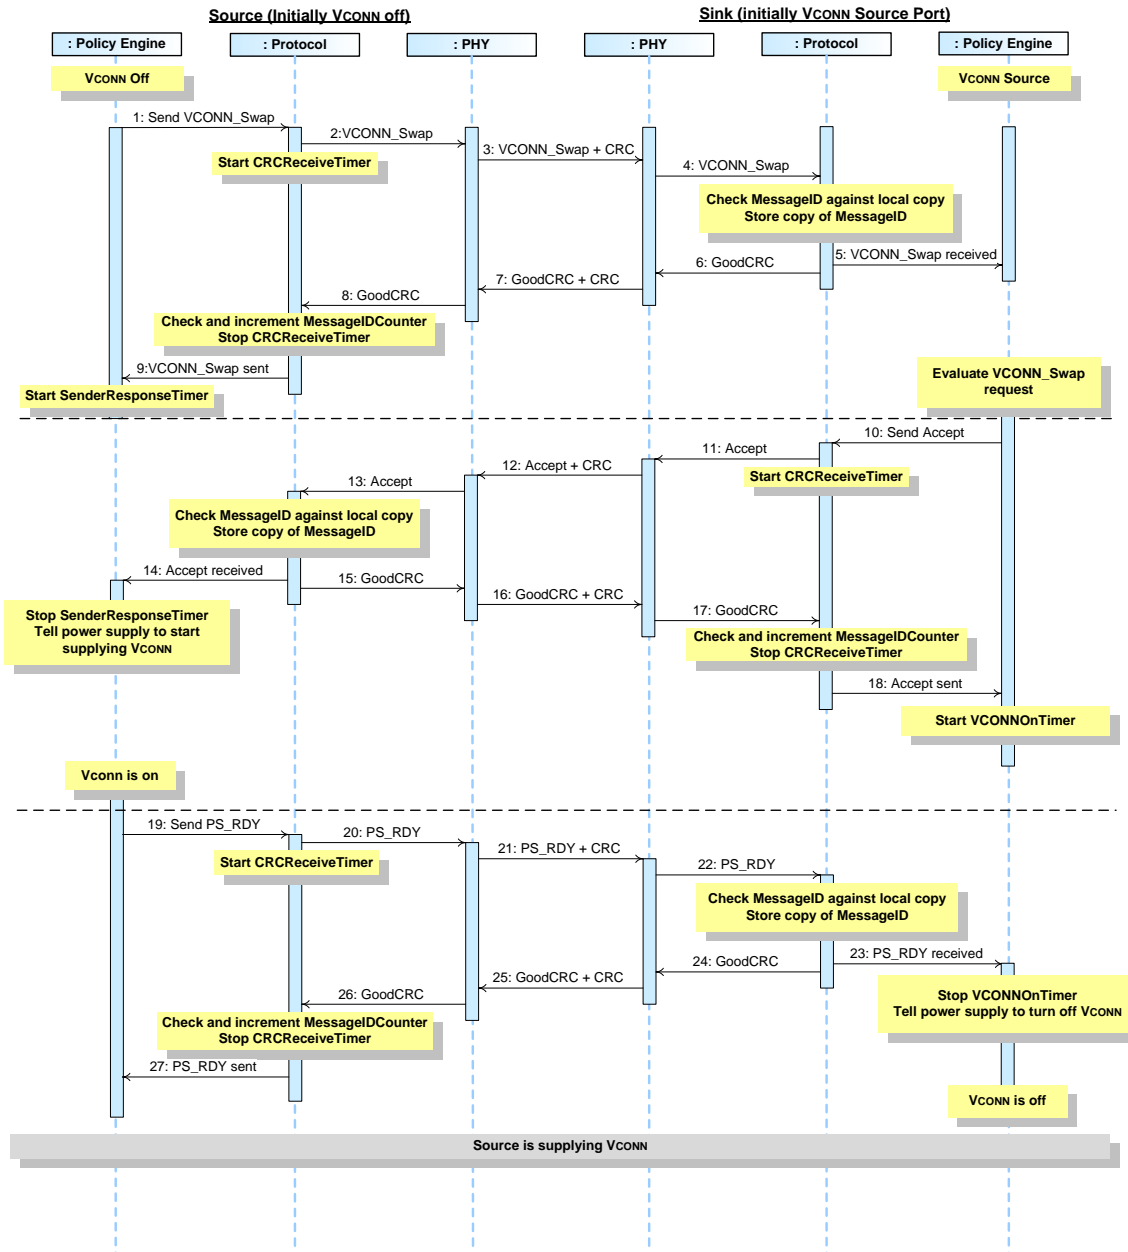 Source (Initially VCONN off)
Sink (initially VCONN Source Port)
: Policy Engine
: Protocol
: PHY
: PHY
: Protocol
: Policy Engine
VCONN Off
VCONN Source
1: Send VCONN_Swap
2:VCONN_Swap
Start CRCReceiveTimer
3: VCONN_Swap + CRC
4: VCONN_Swap
Check MessageID against local copy
Store copy of MessageID
5: VCONN_Swap received
6: GoodCRC
7: GoodCRC + CRC
8: GoodCRC
Check and increment MessageIDCounter
Stop CRCReceiveTimer
9:VCONN_Swap sent
Start SenderResponseTimer
Evaluate VCONN_Swap
request
10: Send Accept
11: Accept
Start CRCReceiveTimer
12: Accept + CRC
13: Accept
Check MessageID against local copy
Store copy of MessageID
14: Accept received
15: GoodCRC
16: GoodCRC + CRC
17: GoodCRC
Stop SenderResponseTimer
Tell power supply to start
supplying VCONN
Check and increment MessageIDCounter
Stop CRCReceiveTimer
18: Accept sent
Start VCONNOnTimer
Vconn is on
19: Send PS_RDY
20: PS_RDY
Start CRCReceiveTimer
21: PS_RDY + CRC
22: PS_RDY
Check MessageID against local copy
Store copy of MessageID
23: PS_RDY received
24: GoodCRC
25: GoodCRC + CRC
26: GoodCRC
Stop VCONNOnTimer
Tell power supply to turn off VCONN
Check and increment MessageIDCounter
Stop CRCReceiveTimer
27: PS_RDY sent
VCONN is off
Source is supplying VCONN